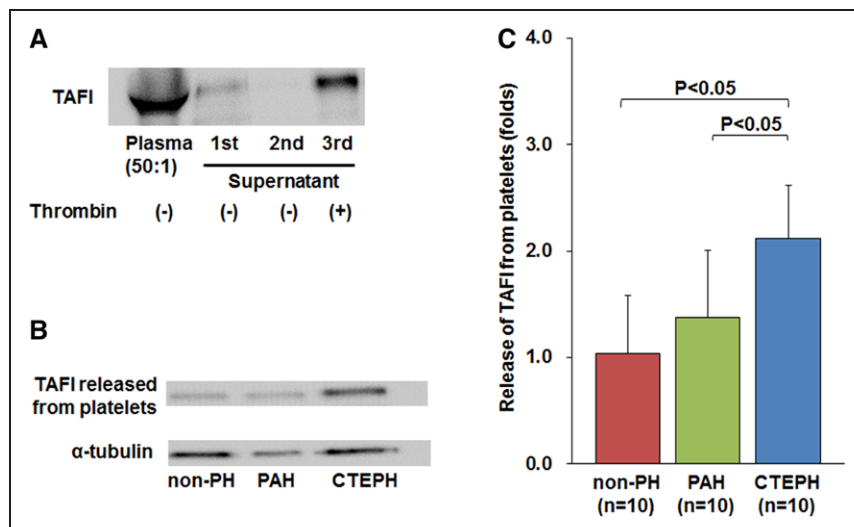 A
TAFI
Plasma 1st 2nd 3rd
(50:1)
Supernatant
Thrombin (-) (-) (-) (+)
B
TAFI released
from platelets
α-tubulin
non-PH PAH CTEPH
C
Release of TAFI from platelets (folds)
4.0
3.0
2.0
1.0
0.0
P<0.05
P<0.05
non-PH PAH CTEPH
(n=10) (n=10) (n=10)